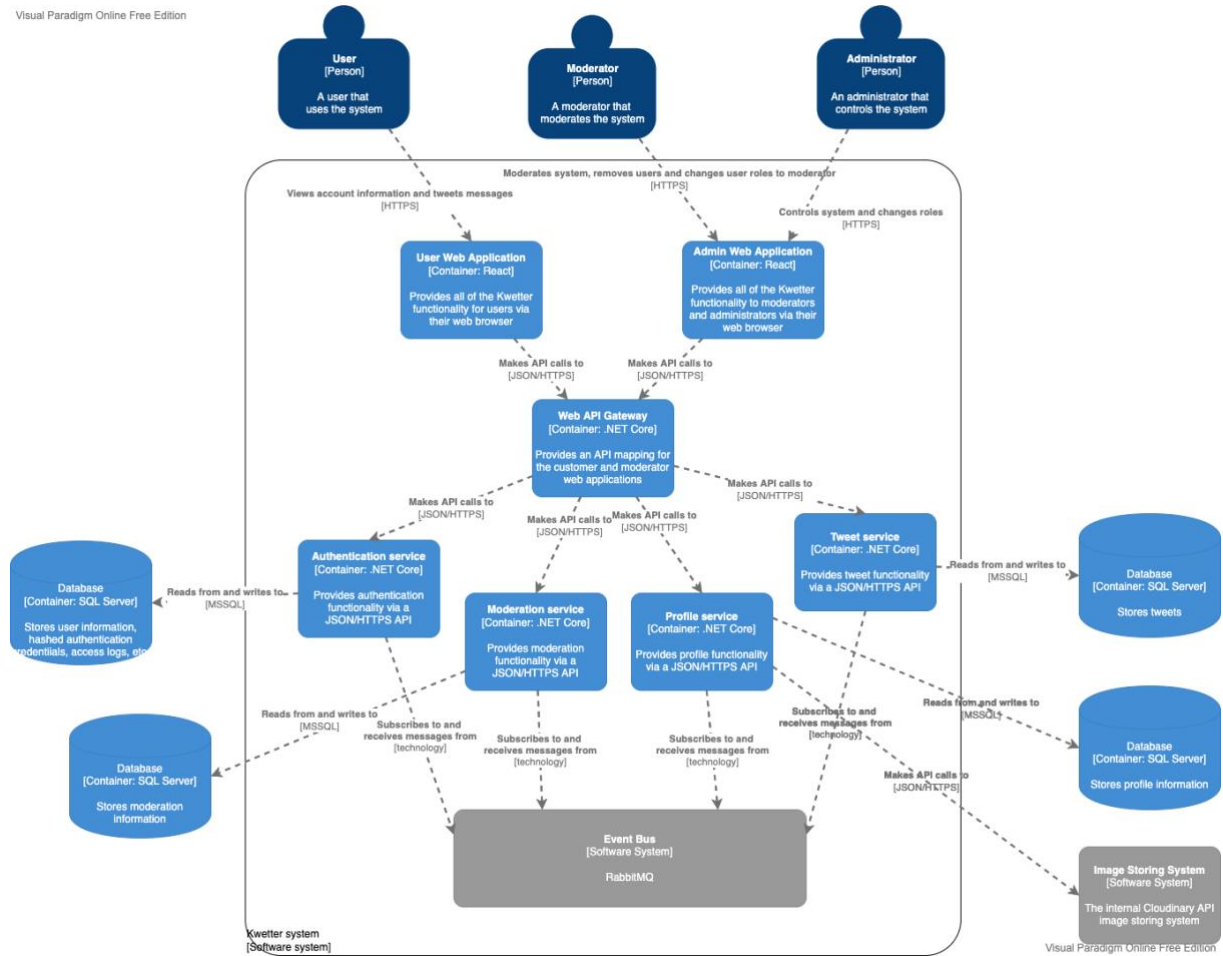 Visual Paradigm Online Free Edition
User
[Person]
A user that
uses the system
Moderator
[Person]
A moderator that
moderates the system
Administrator
[Person]
An administrator that
controls the system
Moderates system, removes users and changes user roles to moderator
[HTTPS]
Views account information and tweets messages
[HTTPS]
Controls system and changes roles
[HTTPS]
User Web Application
[Container: React]
Provides all of the Kwetter
functionality for users via
their web browser
Admin Web Application
[Container: React]
Provides all of the Kwetter
functionality to moderators
and administrators via their
web browser
Makes API calls to
[JSON/HTTPS]
Makes API calls to
[JSON/HTTPS]
Web API Gateway
[Container: .NET Core]
Provides an API mapping for
the customer and moderator
web applications
Makes API calls to
[JSON/HTTPS]
Makes API calls to
[JSON/HTTPS]
Makes API calls to
[JSON/HTTPS]
Makes API calls to
[JSON/HTTPS]
Authentication service
[Container: .NET Core]
Provides authentication
functionality via a
JSON/HTTPS API
Moderation service
[Container: .NET Core]
Provides moderation
functionality via a
JSON/HTTPS API
Profile service
[Container: .NET Core]
Provides profile functionality
via a JSON/HTTPS API
Tweet service
[Container: .NET Core]
Provides tweet functionality
via a JSON/HTTPS API
Reads from and writes to
[MSSQL]
Database
[Container: SQL Server]
Stores user information,
hashed authentication
credentiials, access logs, etc.
Reads from and writes to
[MSSQL]
Database
[Container: SQL Server]
Stores tweets
Reads from and writes to
[MSSQL]
Database
[Container: SQL Server]
Stores moderation
information
Reads from and writes to
[MSSQL]
Database
[Container: SQL Server]
Stores profile information
Subscribes to and
receives messages from
[technology]
Subscribes to and
receives messages from
[technology]
Subscribes to and
receives messages from
[technology]
Subscribes to and
receives messages from
[technology]
Makes API calls to
[JSON/HTTPS]
Event Bus
[Software System]
RabbitMQ
Image Storing System
[Software System]
The internal Cloudinary API
image storing system
Kwetter system
[Software system]
Visual Paradigm Online Free Edition